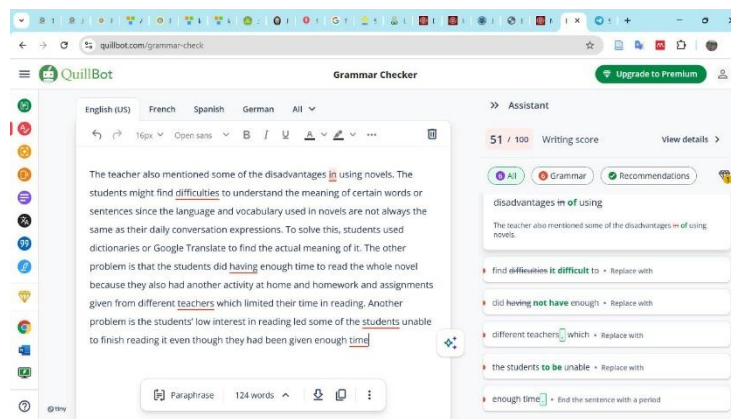 quillbot.com/grammar-check
QuillBot
Grammar Checker
Upgrade to Premium
English (US) French Spanish German All
16px Open sans B I U A
The teacher also mentioned some of the disadvantages in using novels. The
students might find difficulties to understand the meaning of certain words or
sentences since the language and vocabulary used in novels are not always the
same as their daily conversation expressions. To solve this, students used
dictionaries or Google Translate to find the actual meaning of it. The other
problem is that the students did having enough time to read the whole novel
because they also had another activity at home and homework and assignments
given from different teachers which limited their time in reading. Another
problem is the students' low interest in reading led some of the students unable
to finish reading it even though they had been given enough time
Paraphrase 124 words
tiny
Assistant
51 / 100 Writing score View details
6 All 6 Grammar Recommendations
disadvantages in of using
The teacher also mentioned some of the disadvantages in of using
novels.
find difficulties it difficult to • Replace with
did having not have enough • Replace with
different teachers, which • Replace with
the students to be unable • Replace with
enough time. • End the sentence with a period